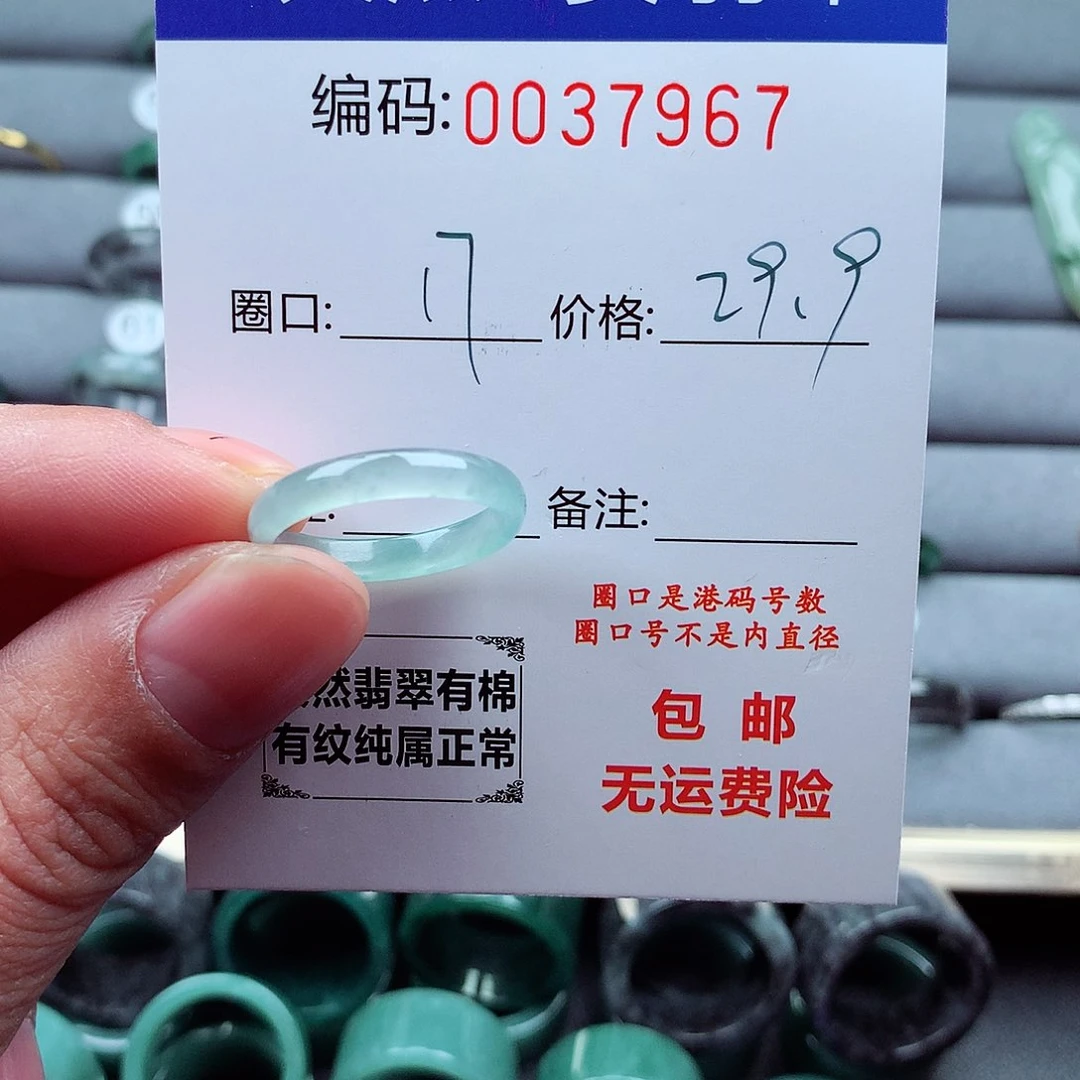 编码:0037967
圈口: 17 价格: 29.9
备注:
圈口是港码号数
圈口号不是内直径
然翡翠有棉
有纹纯属正常
包 邮
无运费险